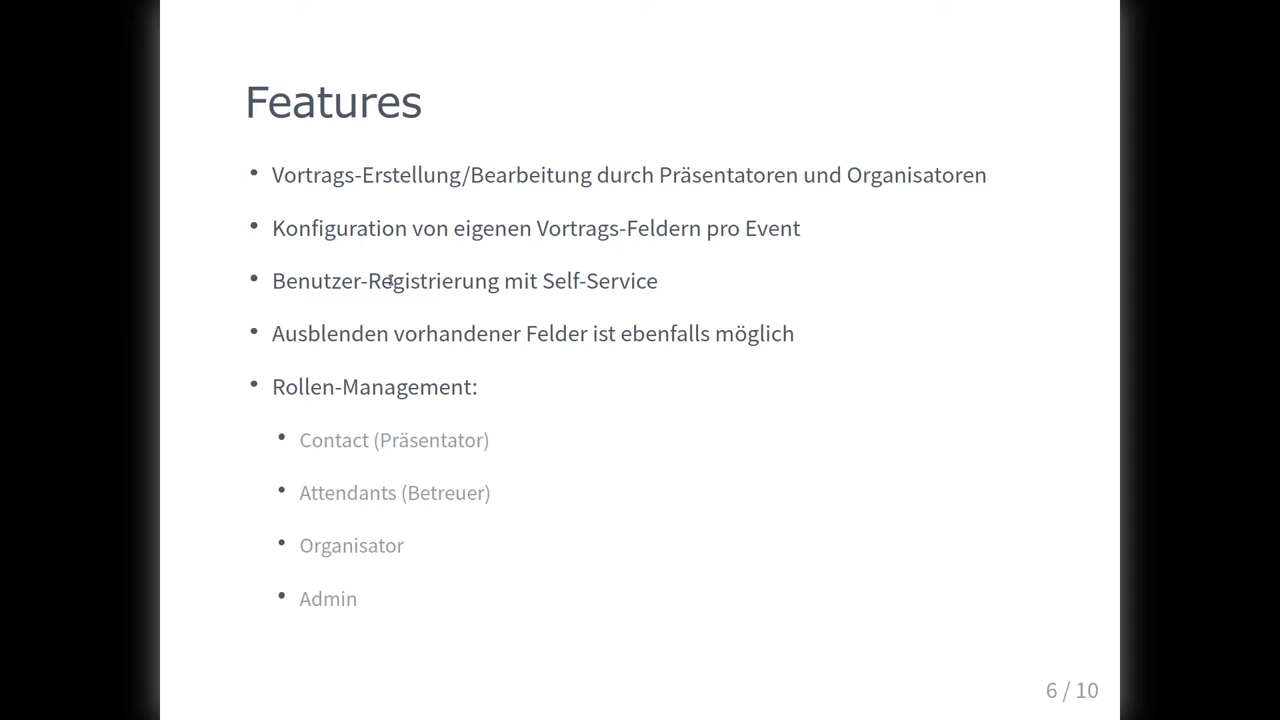 Features
• Vortrags-Erstellung/Bearbeitung durch Präsentatoren und Organisatoren
• Konfiguration von eigenen Vortrags-Feldern pro Event
• Benutzer-Registrierung mit Self-Service
• Ausblenden vorhandener Felder ist ebenfalls möglich
• Rollen-Management:
• Contact (Präsentator)
• Attendants (Betreuer)
• Organisator
• Admin
6 / 10